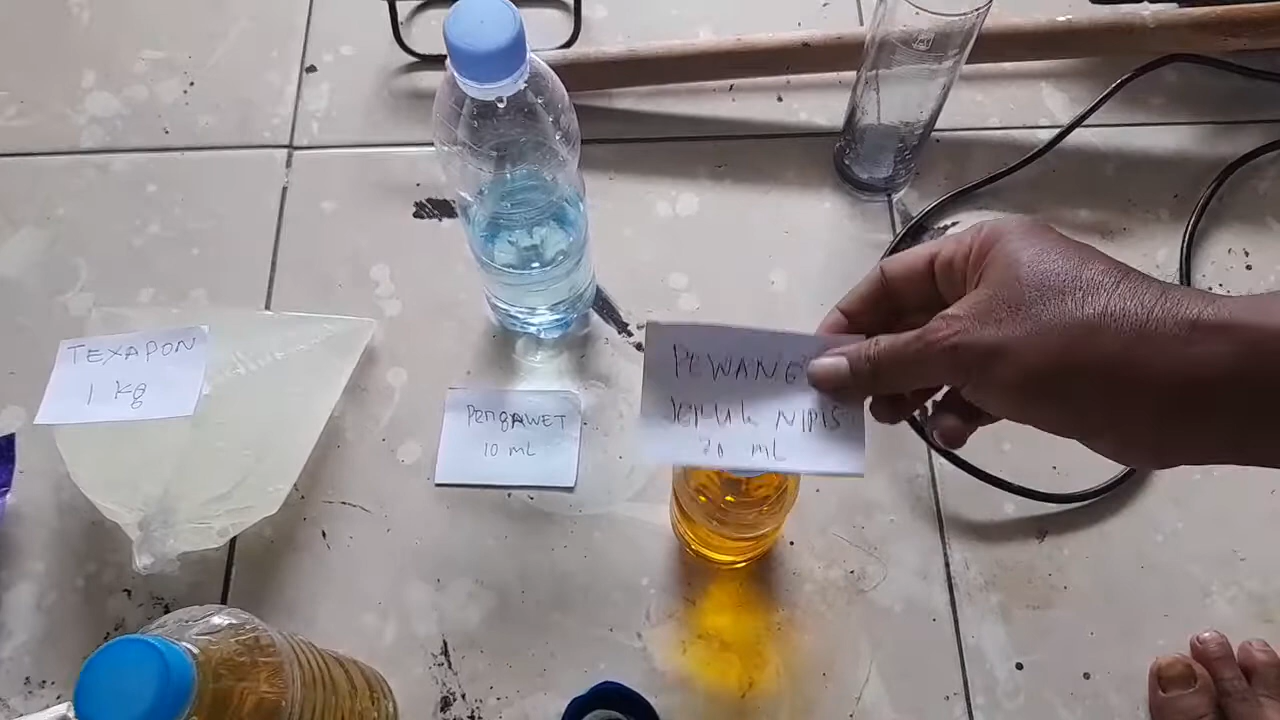 TEXAPON
1 Kg
PengAWET
10 mL
PEWANG
JERUK NIPIS
mL